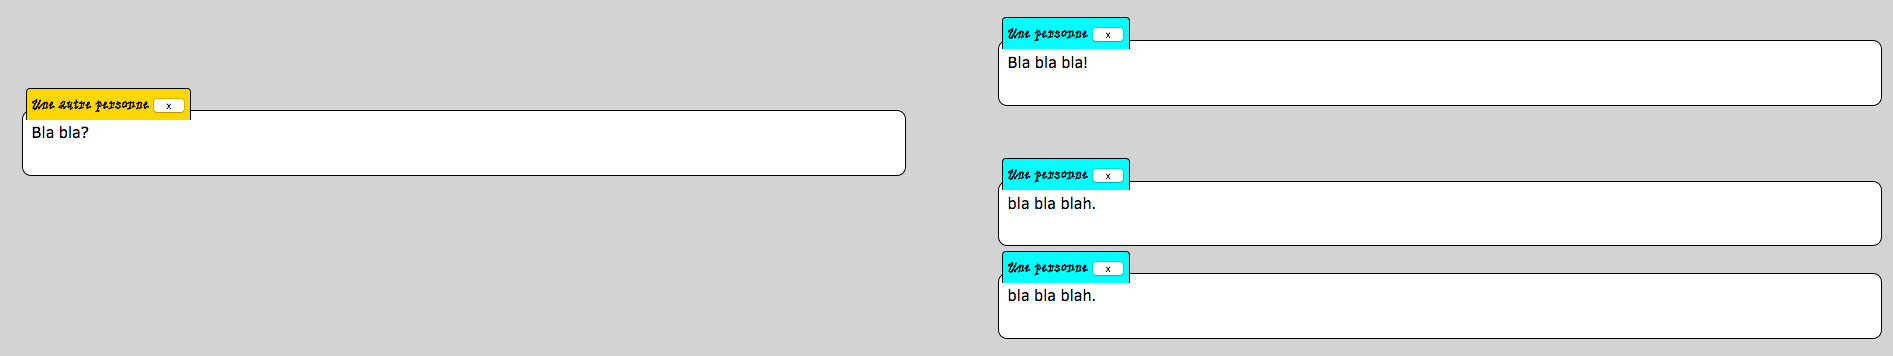 Une personne x
Bla bla bla!
Une autre personne x
Bla bla?
Une personne x
bla bla blah.
Une personne x
bla bla blah.